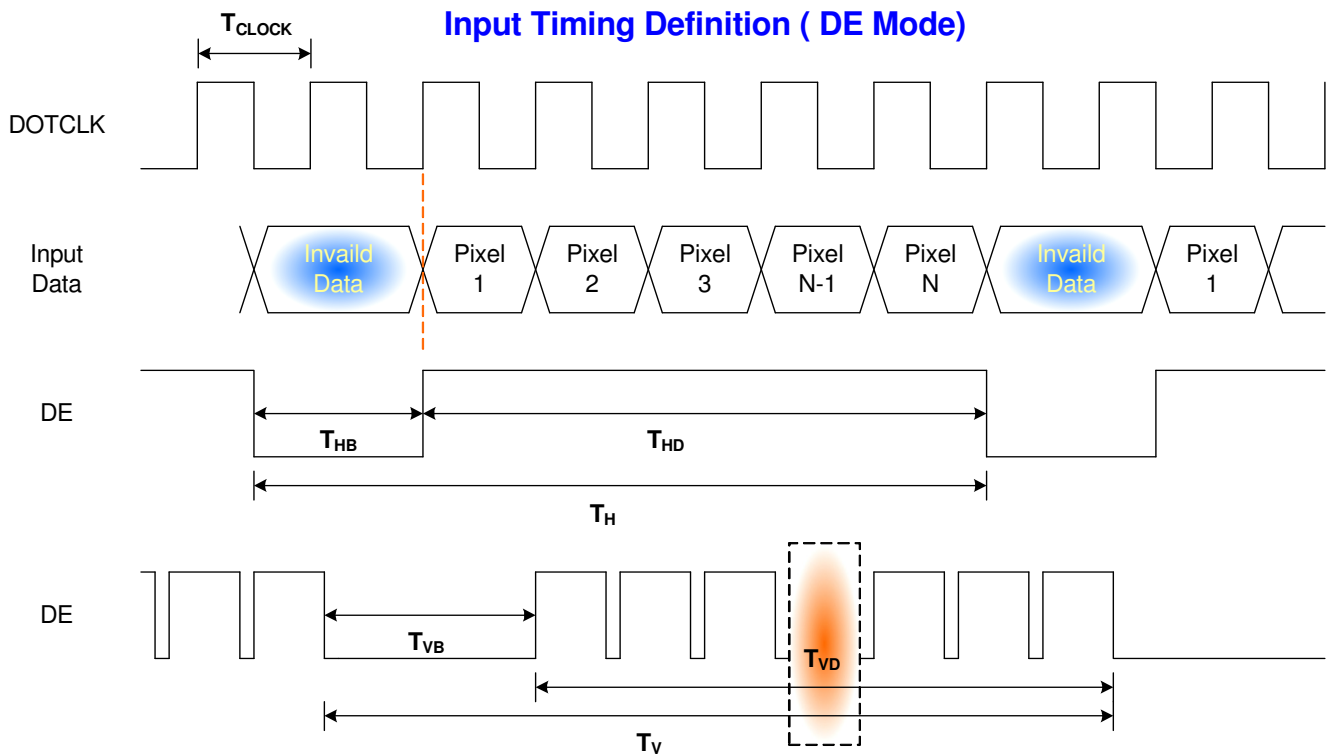 Input Timing Definition ( DE Mode)
TCLOCK
DOTCLK
Input
Data
Invaild
Data
Pixel
1
Pixel
2
Pixel
3
Pixel
N-1
Pixel
N
Invaild
Data
Pixel
1
DE
THB
THD
TH
DE
TVB
TVD
TV